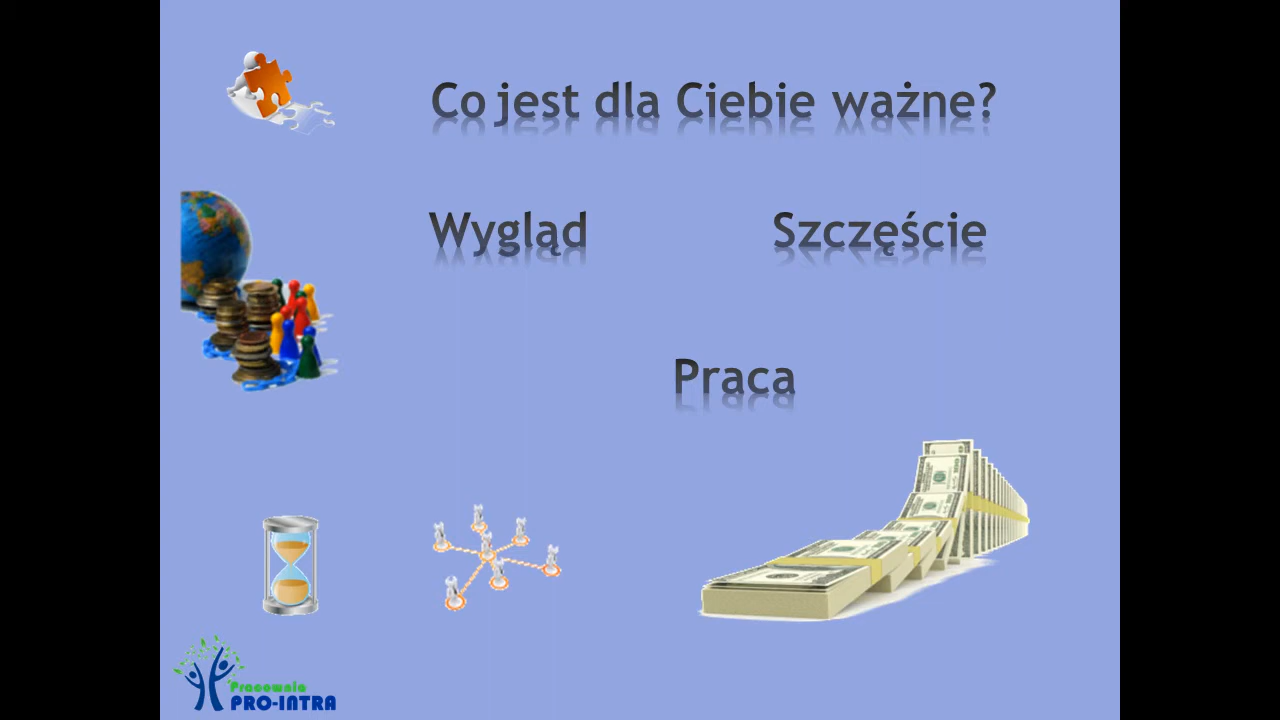 Co jest dla Ciebie ważne?
Wygląd Szczęście
Praca
Pracownia
PRO-INTRA